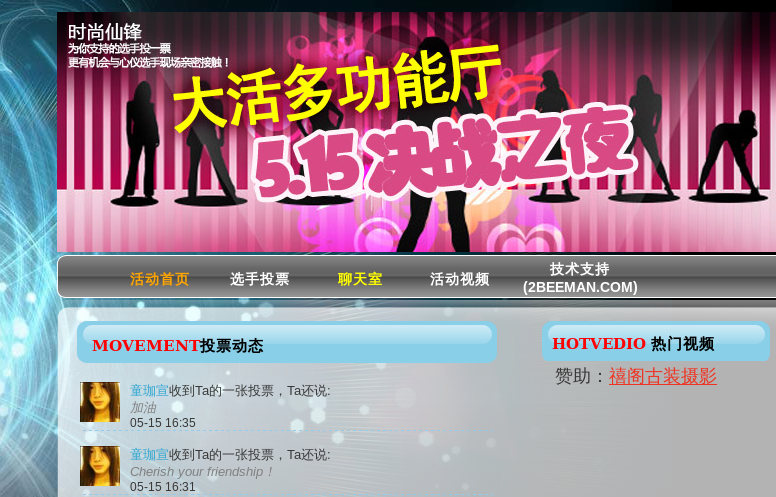 时尚仙锋
为你支持的选手投一票
更有机会与心仪选手现场亲密接触！
大活多功能厅
5.15 决战之夜
活动首页 选手投票 聊天室 活动视频 技术支持
(2BEEMAN.COM)
MOVEMENT投票动态
HOTVEDIO 热门视频
赞助：禧阁古装摄影
童珈宣收到Ta的一张投票，Ta还说:
加油
05-15 16:35
童珈宣收到Ta的一张投票，Ta还说:
Cherish your friendship！
05-15 16:31